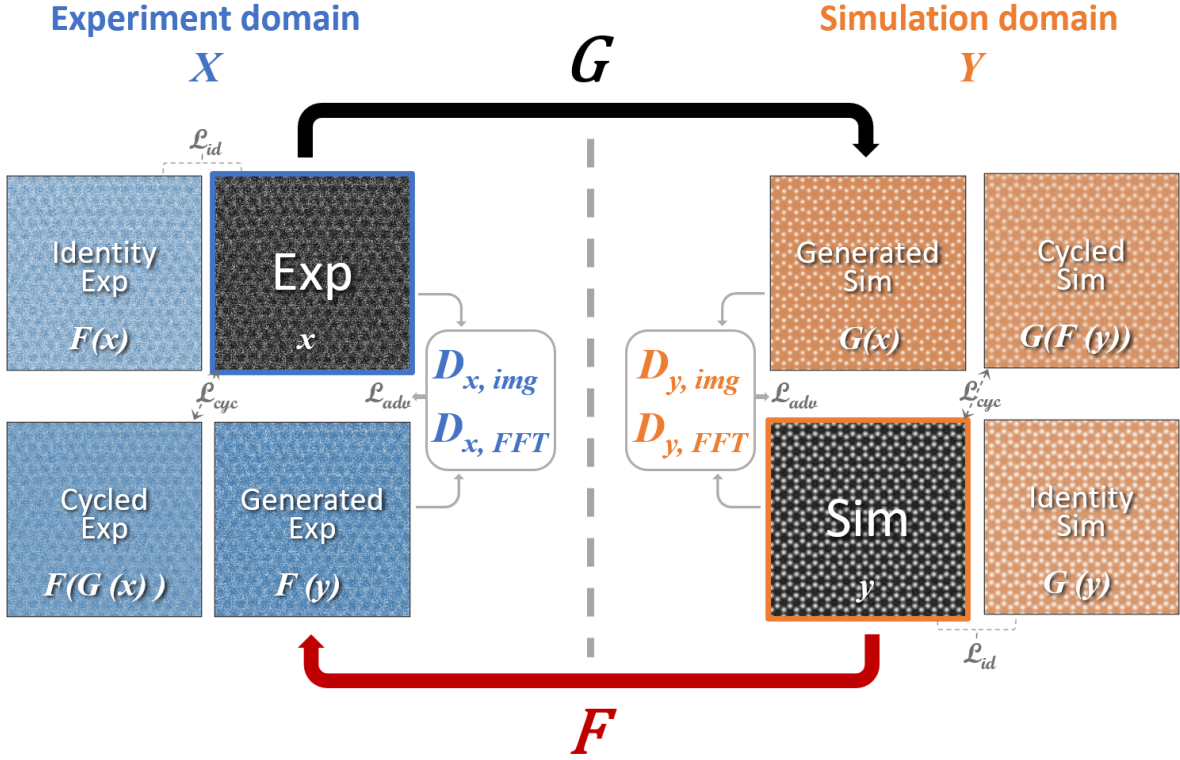 Experiment domain
X
Simulation domain
Y
G
ℒid
Identity
Exp
F(x)
Exp
x
Generated
Sim
G(x)
Cycled
Sim
G(F (y))
Dx, img
Dx, FFT
Dy, img
Dy, FFT
ℒcyc
ℒadv
ℒadv
ℒcyc
Cycled
Exp
F(G (x) )
Generated
Exp
F (y)
Sim
y
Identity
Sim
G (y)
ℒid
F